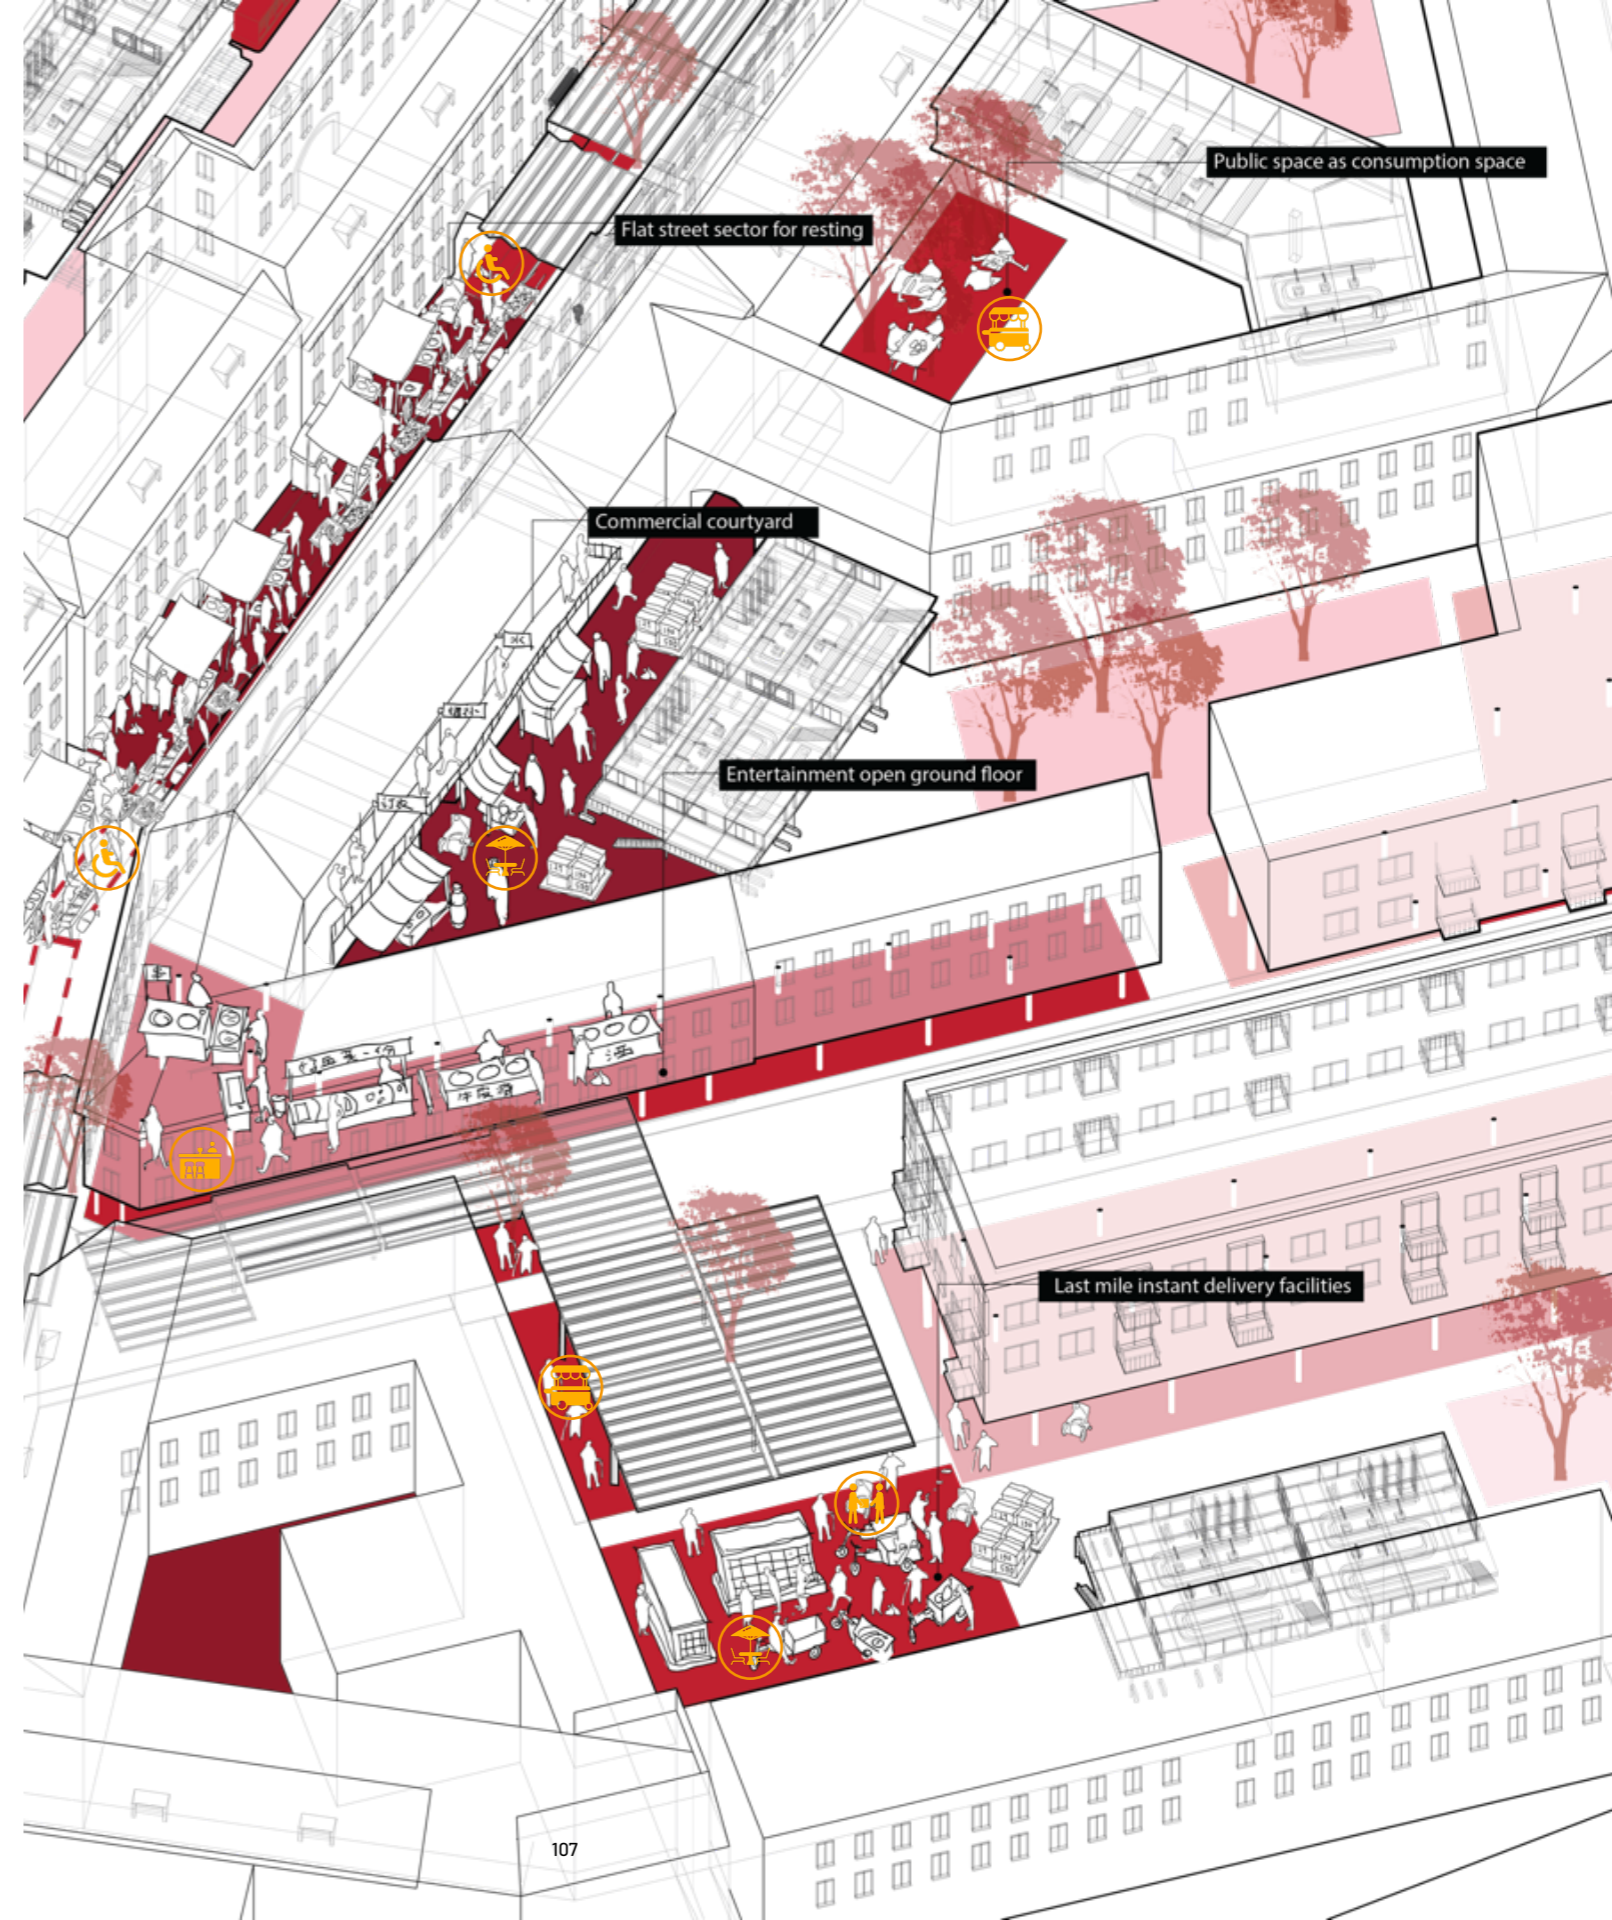 Public space as consumption space
Flat street sector for resting
Commercial courtyard
Entertainment open ground floor
Last mile instant delivery facilities
107